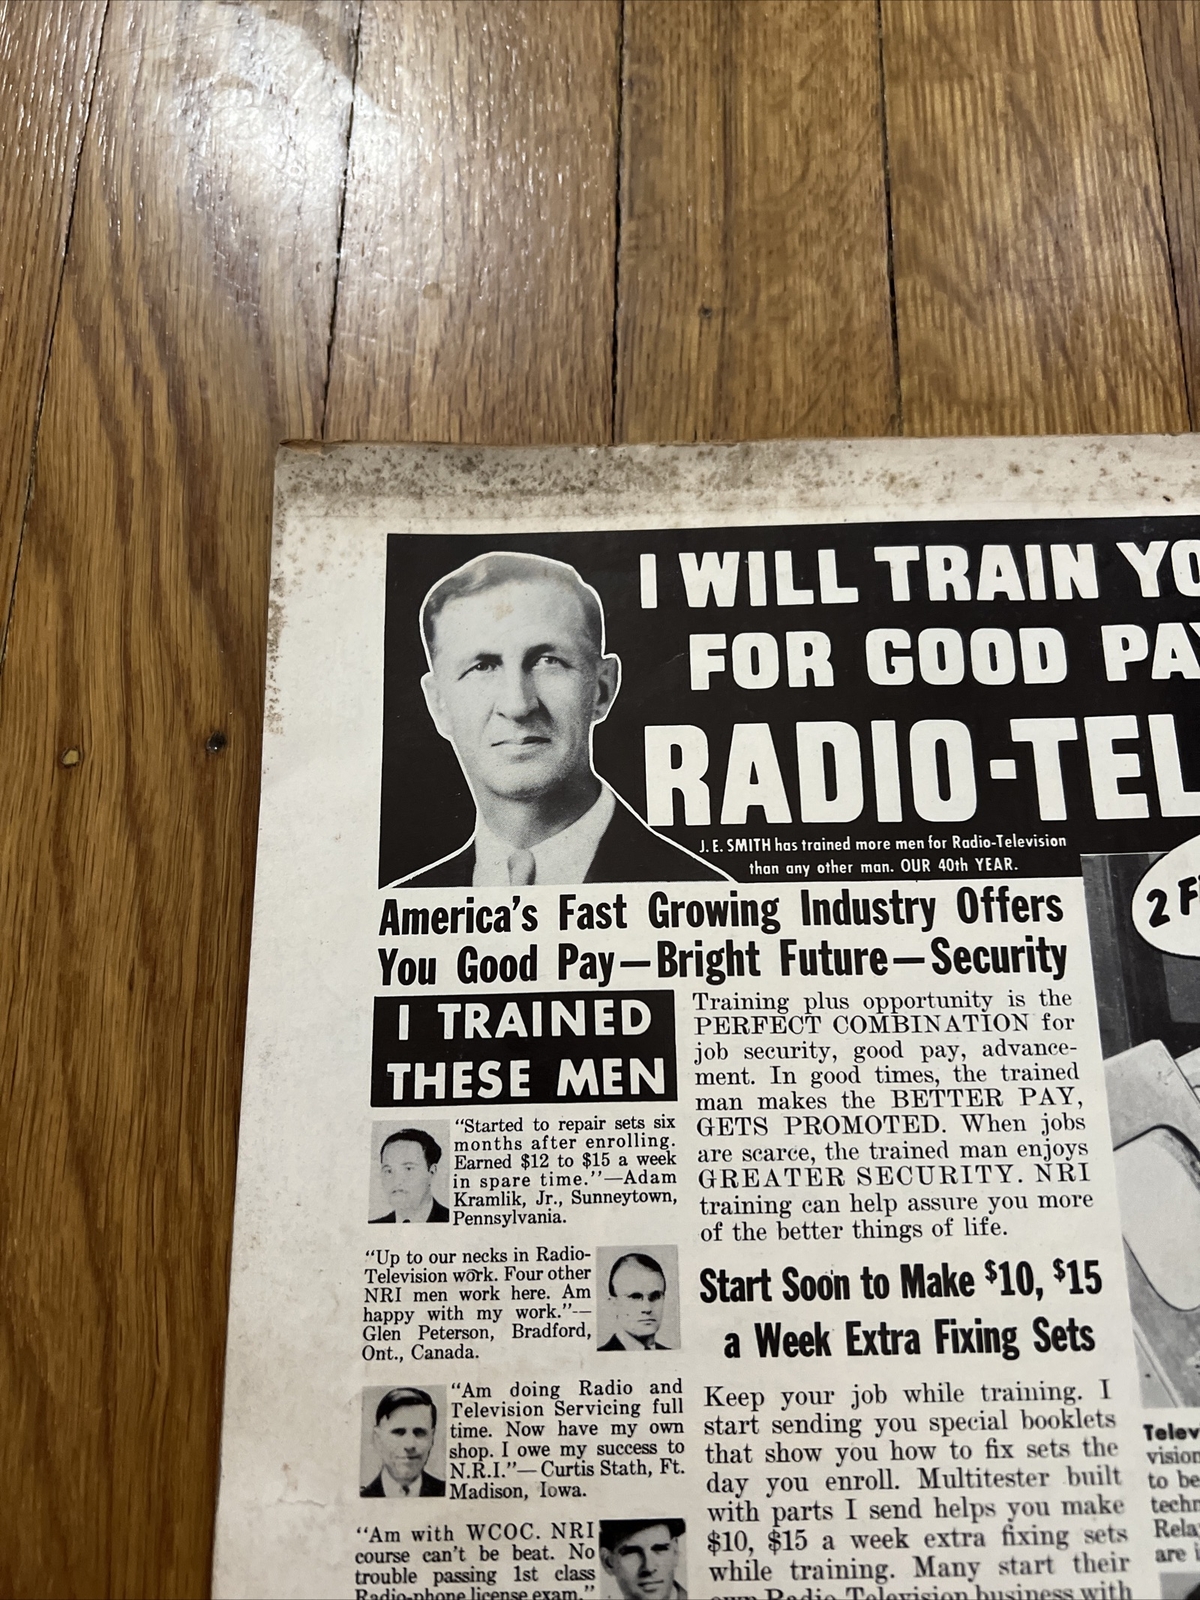 I WILL TRAIN YO
FOR GOOD PAY
RADIO-TEL
J. E. SMITH has trained more men for Radio-Television
than any other man. OUR 40th YEAR.
America's Fast Growing Industry Offers
You Good Pay—Bright Future—Security
I TRAINED
THESE MEN
"Started to repair sets six
months after enrolling.
Earned $12 to $15 a week
in spare time."—Adam
Kramlik, Jr., Sunneytown,
Pennsylvania.
"Up to our necks in Radio-
Television work. Four other
NRI men work here. Am
happy with my work."—
Glen Peterson, Bradford,
Ont., Canada.
"Am doing Radio and
Television Servicing full
time. Now have my own
shop. I owe my success to
N.R.I."—Curtis Stath, Ft.
Madison, Iowa.
"Am with WCOC. NRI
course can't be beat. No
trouble passing 1st class
Radio-phone license exam."
Training plus opportunity is the
PERFECT COMBINATION for
job security, good pay, advance-
ment. In good times, the trained
man makes the BETTER PAY,
GETS PROMOTED. When jobs
are scarce, the trained man enjoys
GREATER SECURITY. NRI
training can help assure you more
of the better things of life.
Start Soon to Make $10, $15
a Week Extra Fixing Sets
Keep your job while training. I
start sending you special booklets
that show you how to fix sets the
day you enroll. Multitester built
with parts I send helps you make
$10, $15 a week extra fixing sets
while training. Many start their
own Radio-Television business with
2 F
Telev
vision
to be
techn
Rela
are i